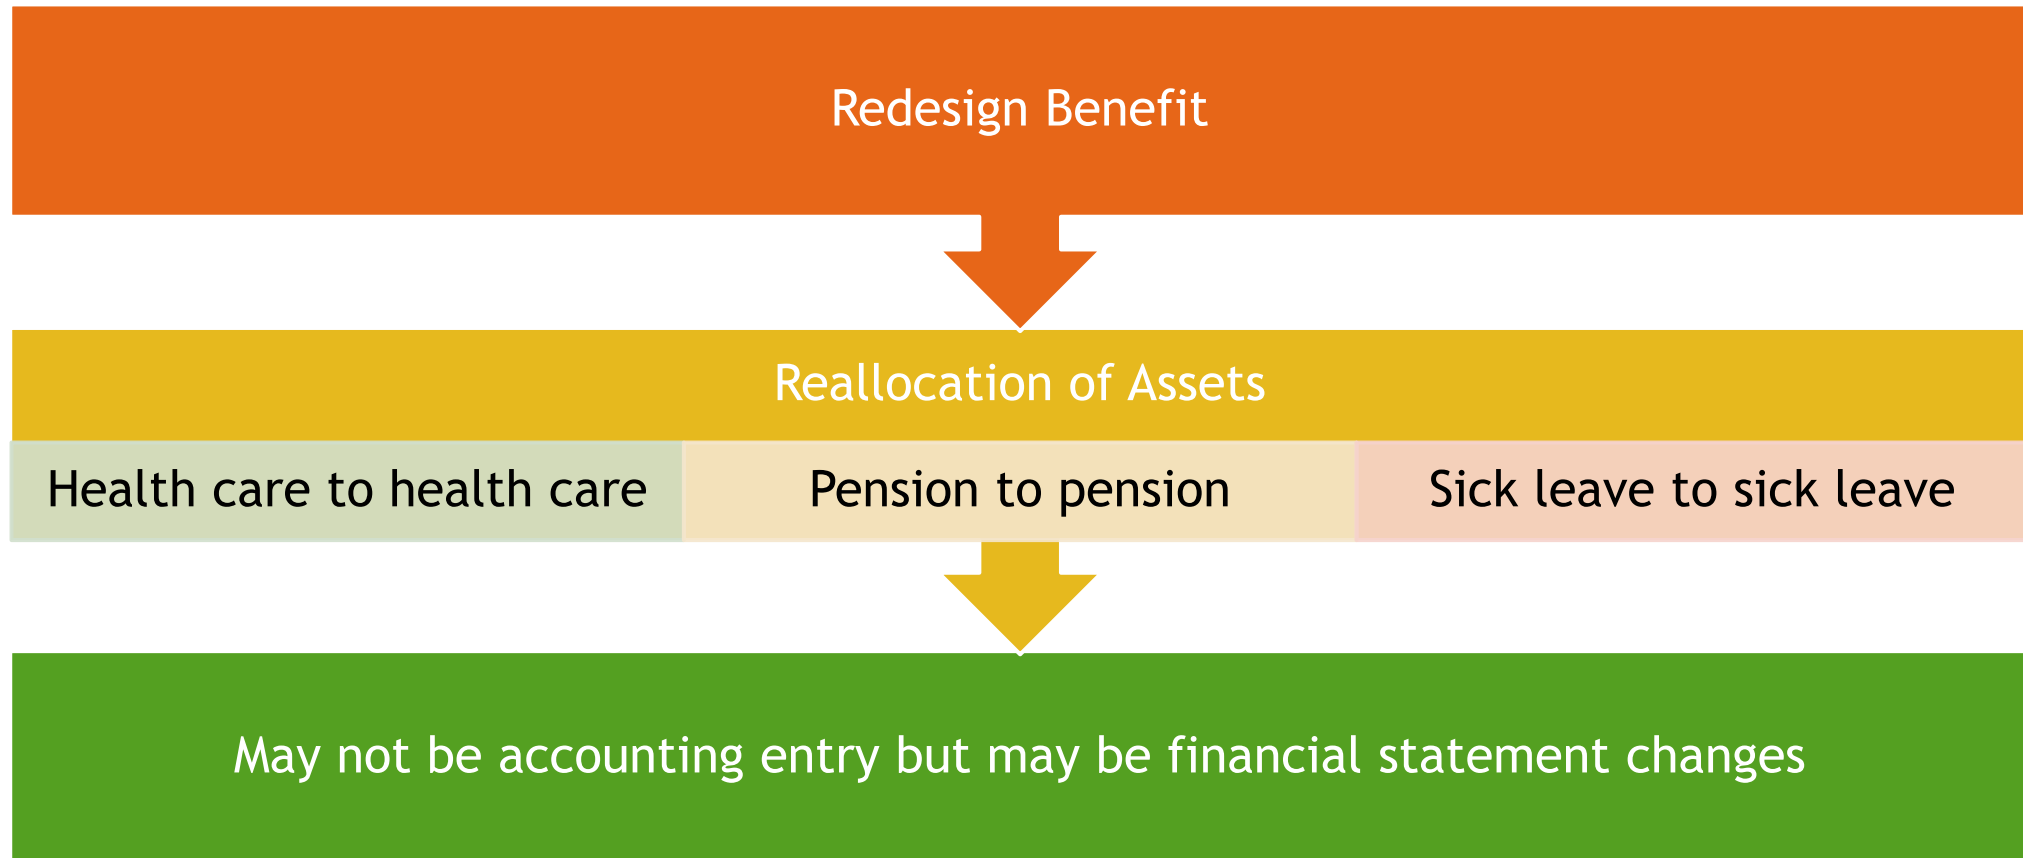 Redesign Benefit
Reallocation of Assets
Health care to health care
Pension to pension
Sick leave to sick leave
May not be accounting entry but may be financial statement changes